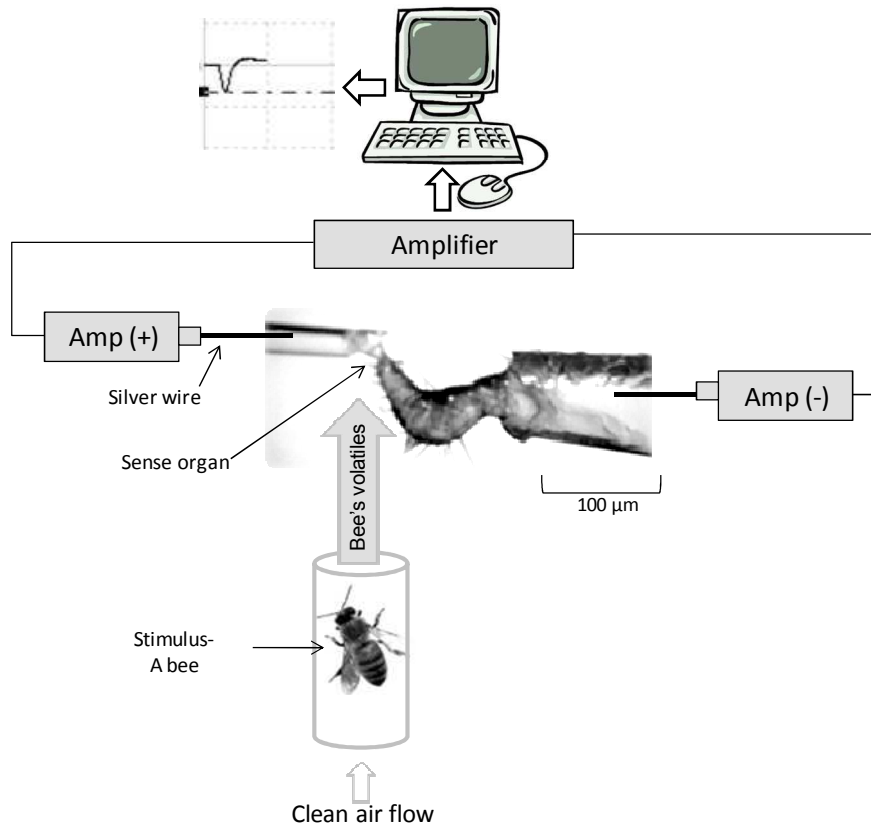 Amplifier
Amp (+)
Silver wire
Sense organ
Amp (-)
100 µm
Bee's volatiles
Stimulus-
A bee
Clean air flow